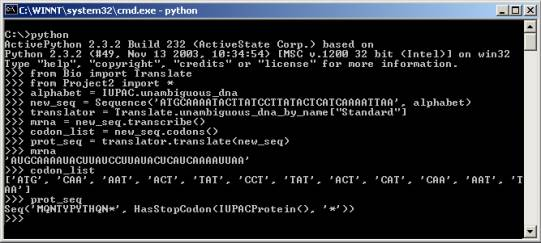 C:\WINNT\system32\cmd.exe - python
C:\>python
ActivePython 2.3.2 Build 232 (ActiveState Corp.) based on
Python 2.3.2 (#49, Nov 13 2003, 10:34:54) [MSC v.1200 32 bit (Intel)] on win32
Type "help", "copyright", "credits" or "license" for more information.
>>> from Bio import Translate
>>> from Project2 import *
>>> alphabet = IUPAC.unambiguous_dna
>>> new_seq = Sequence('ATGCAAAATACTTATCCTTATACTCATCAAAATTAA', alphabet)
>>> translator = Translate.unambiguous_dna_by_name["Standard"]
>>> mrna = new_seq.transcribe()
>>> codon_list = new_seq.codons()
>>> prot_seq = translator.translate(new_seq)
>>> mrna
'AUGCAAAAUACUUAUCCUUAUACUCAUCAAAAUUAA'
>>> codon_list
['ATG', 'CAA', 'AAT', 'ACT', 'TAT', 'CCT', 'TAT', 'ACT', 'CAT', 'CAA', 'AAT', 'T
AA']
>>> prot_seq
Seq('MQNTYPYTHQN*', HasStopCodon(IUPACProtein(), '*'))
>>>